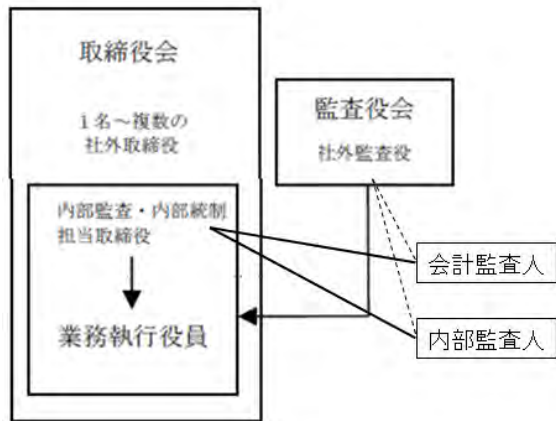 取締役会
1名～複数の
社外取締役
内部監査・内部統制
担当取締役
業務執行役員
監査役会
社外監査役
会計監査人
内部監査人